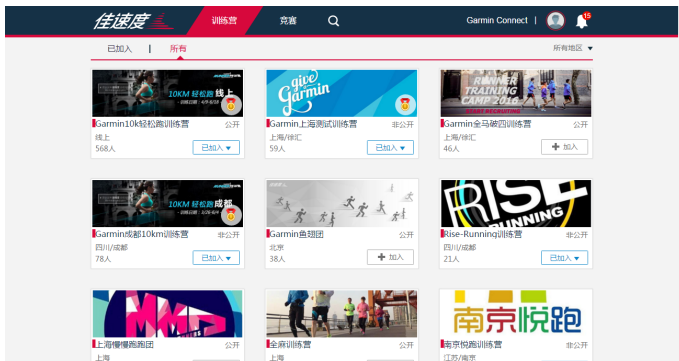 佳速度
训练营
竞赛
Garmin Connect |
15
已加入 | 所有
所有地区 ▼
10KM 轻松跑 线上
Garmin10k轻松跑训练营
公开
线上
568人
已加入 ▼
give
Garmin
Garmin上海测试训练营
非公开
上海/徐汇
59人
已加入 ▼
RUNNER
TRAINING
CAMP 2016
Garmin全马破四训练营
公开
上海/徐汇
46人
+ 加入
10KM 轻松跑 成都
Garmin成都10km训练营
非公开
四川/成都
78人
已加入 ▼
Garmin鱼翅团
公开
北京
38人
+ 加入
RISE
RUNNING
Rise-Running训练营
非公开
四川/成都
21人
已加入 ▼
上海慢慢跑跑团
公开
上海
全麻训练营
公开
上海
南京悦跑
南京悦跑训练营
非公开
江苏/南京